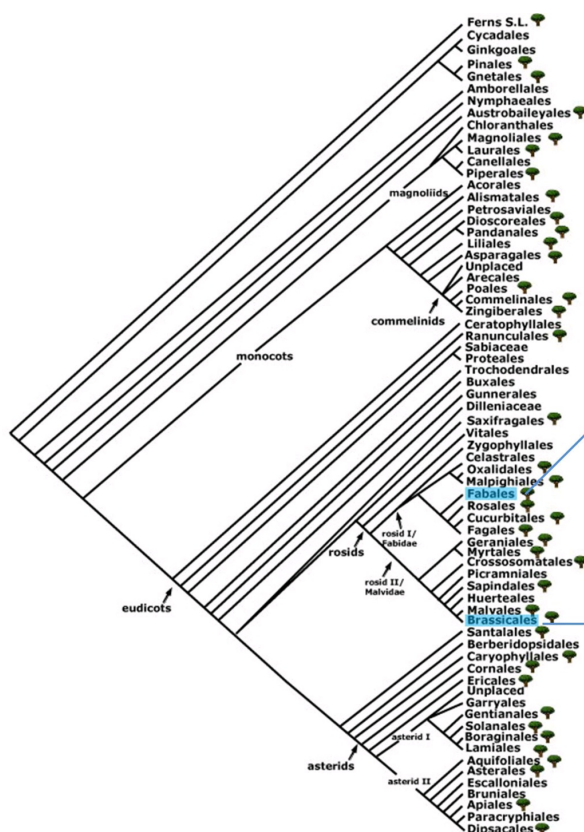 Ferns S.L.
Cycadales
Ginkgoales
Pinales
Gnetales
Amborellales
Nymphaeales
Austrobaileyales
Chloranthales
Magnoliales
Laurales
Canellales
Piperales
magnoliids
Acorales
Alismatales
Petrosaviales
Dioscoreales
Pandanales
Liliales
Asparagales
Unplaced
Arecales
Poales
Commelinales
Zingiberales
commelinids
Ceratophyllales
Ranunculales
Sabiaceae
monocots
Proteales
Trochodendrales
Buxales
Gunnerales
Dilleniaceae
Saxifragales
Vitales
Zygophyllales
Celastrales
Oxalidales
Malpighiales
Fabales
Rosales
Cucurbitales
Fagales
rosid I/
Fabidae
rosids
Geraniales
Myrtales
Crossosomatales
Picramniales
rosid II/
Malvidae
Sapindales
Huerteales
Malvales
eudicots
Brassicales
Santalales
Berberidopsidales
Caryophyllales
Cornales
Ericales
Unplaced
Garryales
Gentianales
Solanales
asterid I
Boraginales
Lamiales
asterids
Aquifoliales
Asterales
asterid II
Escalloniales
Bruniales
Apiales
Paracryphiales
Dipsacales